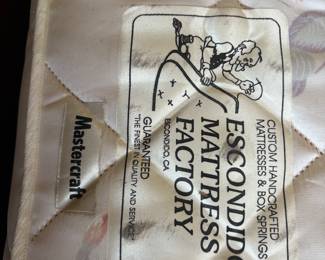 CUSTOM HANDCRAFTED
MATTRESSES & BOX SPRINGS
ESCONDIDO
MATTRESS
FACTORY
GUARANTEED
THE FINEST IN QUALITY AND SERVICE
ESCONDIDO, CA.
Mastercraft